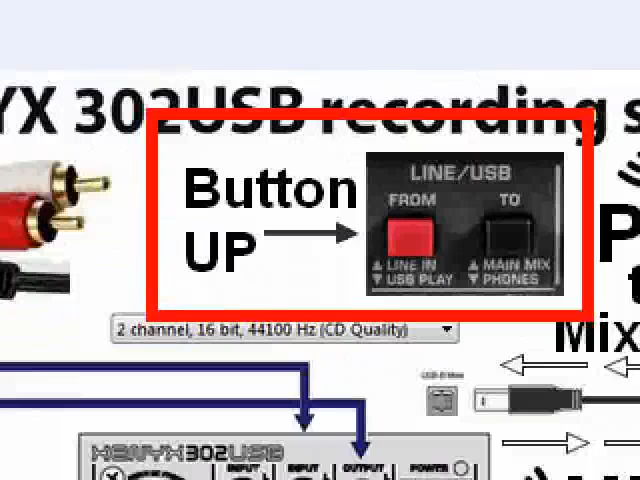 YX 302USB recording s
Button
UP
LINE/USB
FROM
TO
▲ LINE IN
▼ USB PLAY
▲ MAIN MIX
▼ PHONES
P
t
Mix
2 channel, 16 bit, 44100 Hz (CD Quality)
XENYX302USB
INPUT
INPUT
OUTPUT
POWER